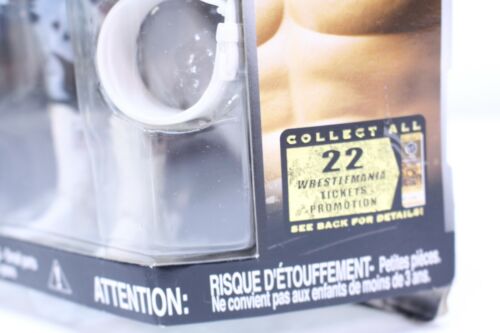 COLLECT ALL
22
WRESTLEMANIA
TICKETS
PROMOTION
SEE BACK FOR DETAILS!
parts
ATTENTION:
RISQUE D'ÉTOUFFEMENT- Petites pièces.
Ne convient pas aux enfants de moins de 3 ans.